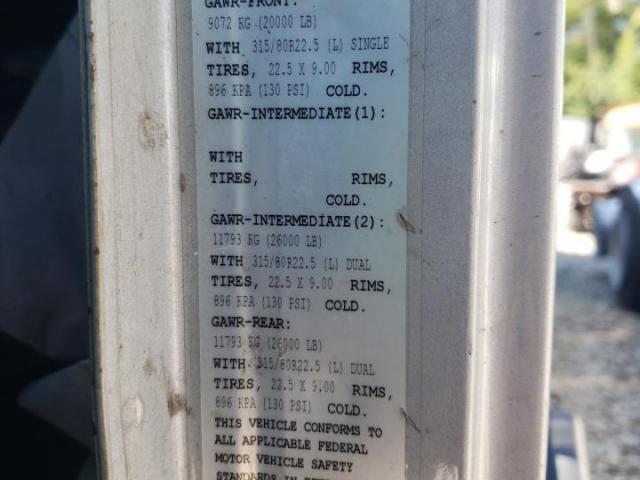 GAWR-FRONT:
9072 KG (20000 LB)
WITH 315/80R22.5 (L) SINGLE
TIRES, 22.5 X 9.00 RIMS,
896 KPA (130 PSI) COLD.
GAWR-INTERMEDIATE(1):
WITH
TIRES, RIMS,
COLD.
GAWR-INTERMEDIATE(2):
11793 KG (26000 LB)
WITH 315/80R22.5 (L) DUAL
TIRES, 22.5 X 9.00 RIMS,
896 KPA (130 PSI) COLD.
GAWR-REAR:
11793 KG (26000 LB)
WITH 315/80R22.5 (L) DUAL
TIRES, 22.5 X 9.00 RIMS,
896 KPA (130 PSI) COLD.
THIS VEHICLE CONFORMS TO
ALL APPLICABLE FEDERAL
MOTOR VEHICLE SAFETY
STANDARDS IN